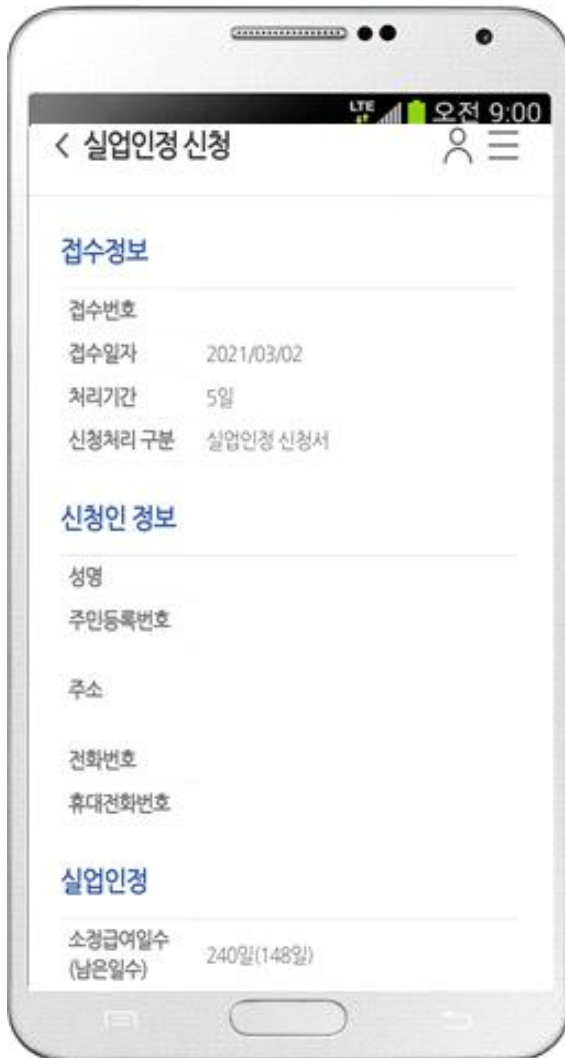 LTE 오전 9:00
실업인정 신청
접수정보
접수번호
접수일자 2021/03/02
처리기간 5일
신청처리 구분 실업인정 신청서
신청인 정보
성명
주민등록번호
주소
전화번호
휴대전화번호
실업인정
소정급여일수
(남은일수) 240일(148일)